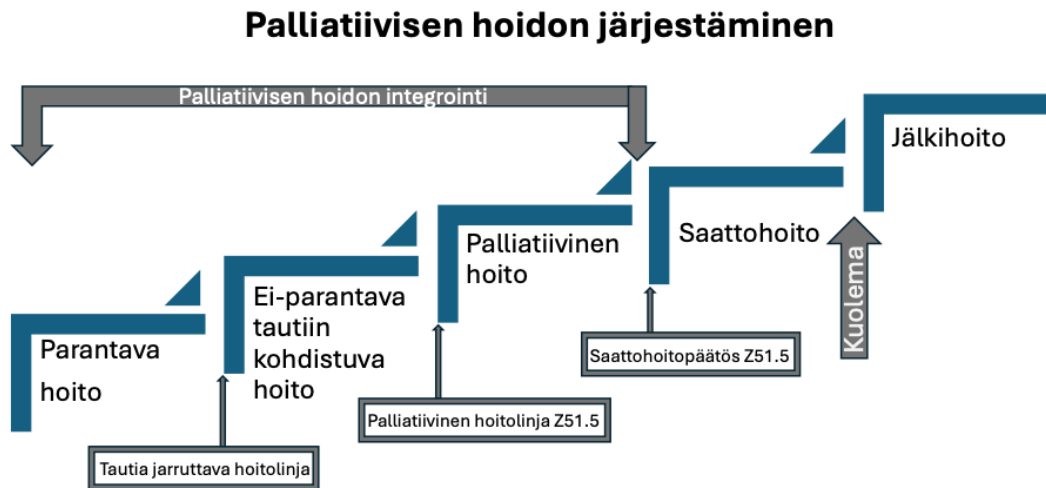 Palliatiivisen hoidon järjestäminen
Palliatiivisen hoidon integrointi
Parantava
hoito
Ei-parantava
tautiin
kohdistuva
hoito
Palliatiivinen
hoito
Saattohoito
Jälkihoito
Kuolema
Saattohoitopäätös Z51.5
Palliatiivinen hoitolinja Z51.5
Tautia jarruttava hoitolinja